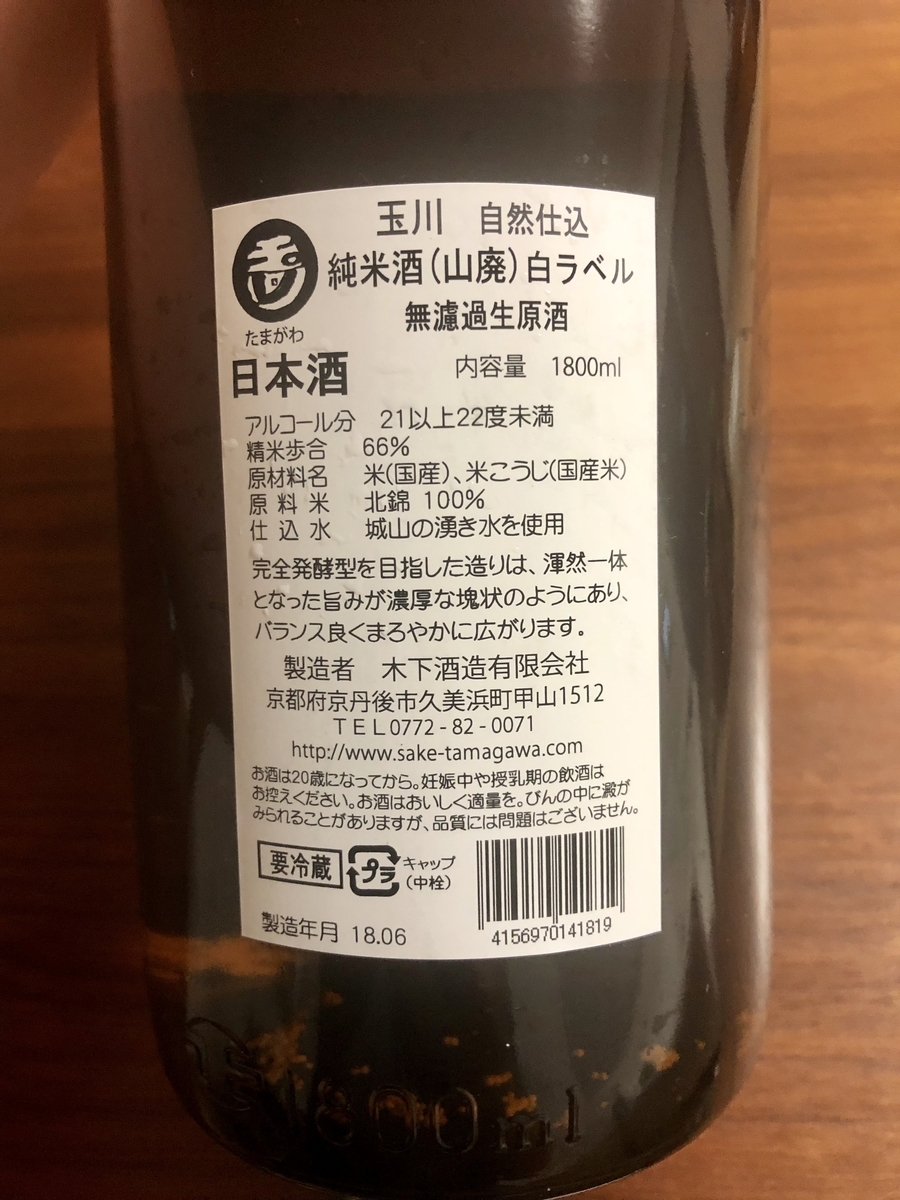 玉川 自然仕込
純米酒(山廃)白ラベル
無濾過生原酒
たまがわ
日本酒 内容量 1800ml
アルコール分 21以上22度未満
精米歩合 66%
原材料名 米(国産)、米こうじ(国産米)
原料米 北錦 100%
仕込水 城山の湧き水を使用
完全発酵型を目指した造りは、渾然一体
となった旨みが濃厚な塊状のようにあり、
バランス良くまろやかに広がります。
製造者 木下酒造有限会社
京都府京丹後市久美浜町甲山1512
TEL0772-82-0071
http://www.sake-tamagawa.com
お酒は20歳になってから。妊娠中や授乳期の飲酒は
お控えください。お酒はおいしく適量を。びんの中に澱が
みられることがありますが、品質には問題はございません。
要冷蔵 プラ キャップ
(中栓)
製造年月 18.06
4156970141819
1800ml